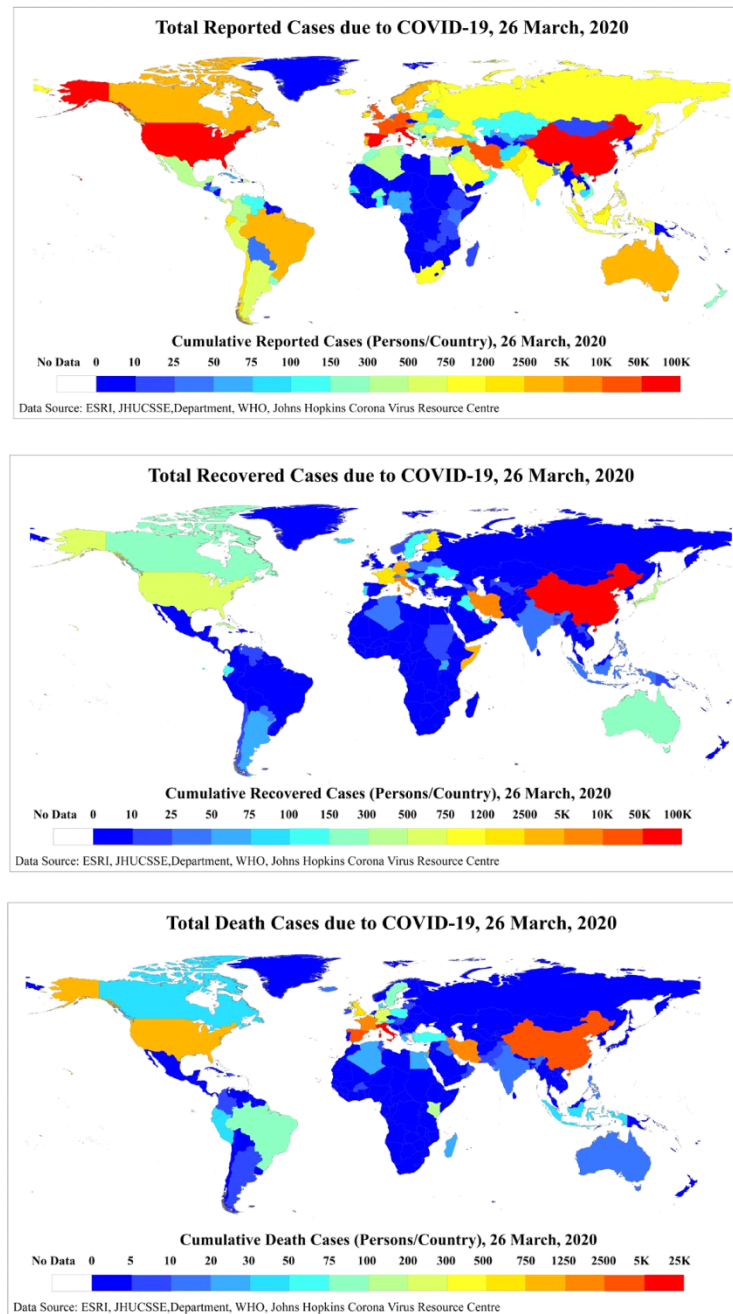 Total Reported Cases due to COVID-19, 26 March, 2020
Cumulative Reported Cases (Persons/Country), 26 March, 2020
No Data 0 10 25 50 75 100 150 300 500 750 1200 2500 5K 10K 50K 100K
Data Source: ESRI, JHUCSSE,Department, WHO, Johns Hopkins Corona Virus Resource Centre
Total Recovered Cases due to COVID-19, 26 March, 2020
Cumulative Recovered Cases (Persons/Country), 26 March, 2020
No Data 0 10 25 50 75 100 150 300 500 750 1200 2500 5K 10K 50K 100K
Data Source: ESRI, JHUCSSE,Department, WHO, Johns Hopkins Corona Virus Resource Centre
Total Death Cases due to COVID-19, 26 March, 2020
Cumulative Death Cases (Persons/Country), 26 March, 2020
No Data 0 5 10 20 30 50 75 100 200 300 500 750 1250 2500 5K 25K
Data Source: ESRI, JHUCSSE,Department, WHO, Johns Hopkins Corona Virus Resource Centre